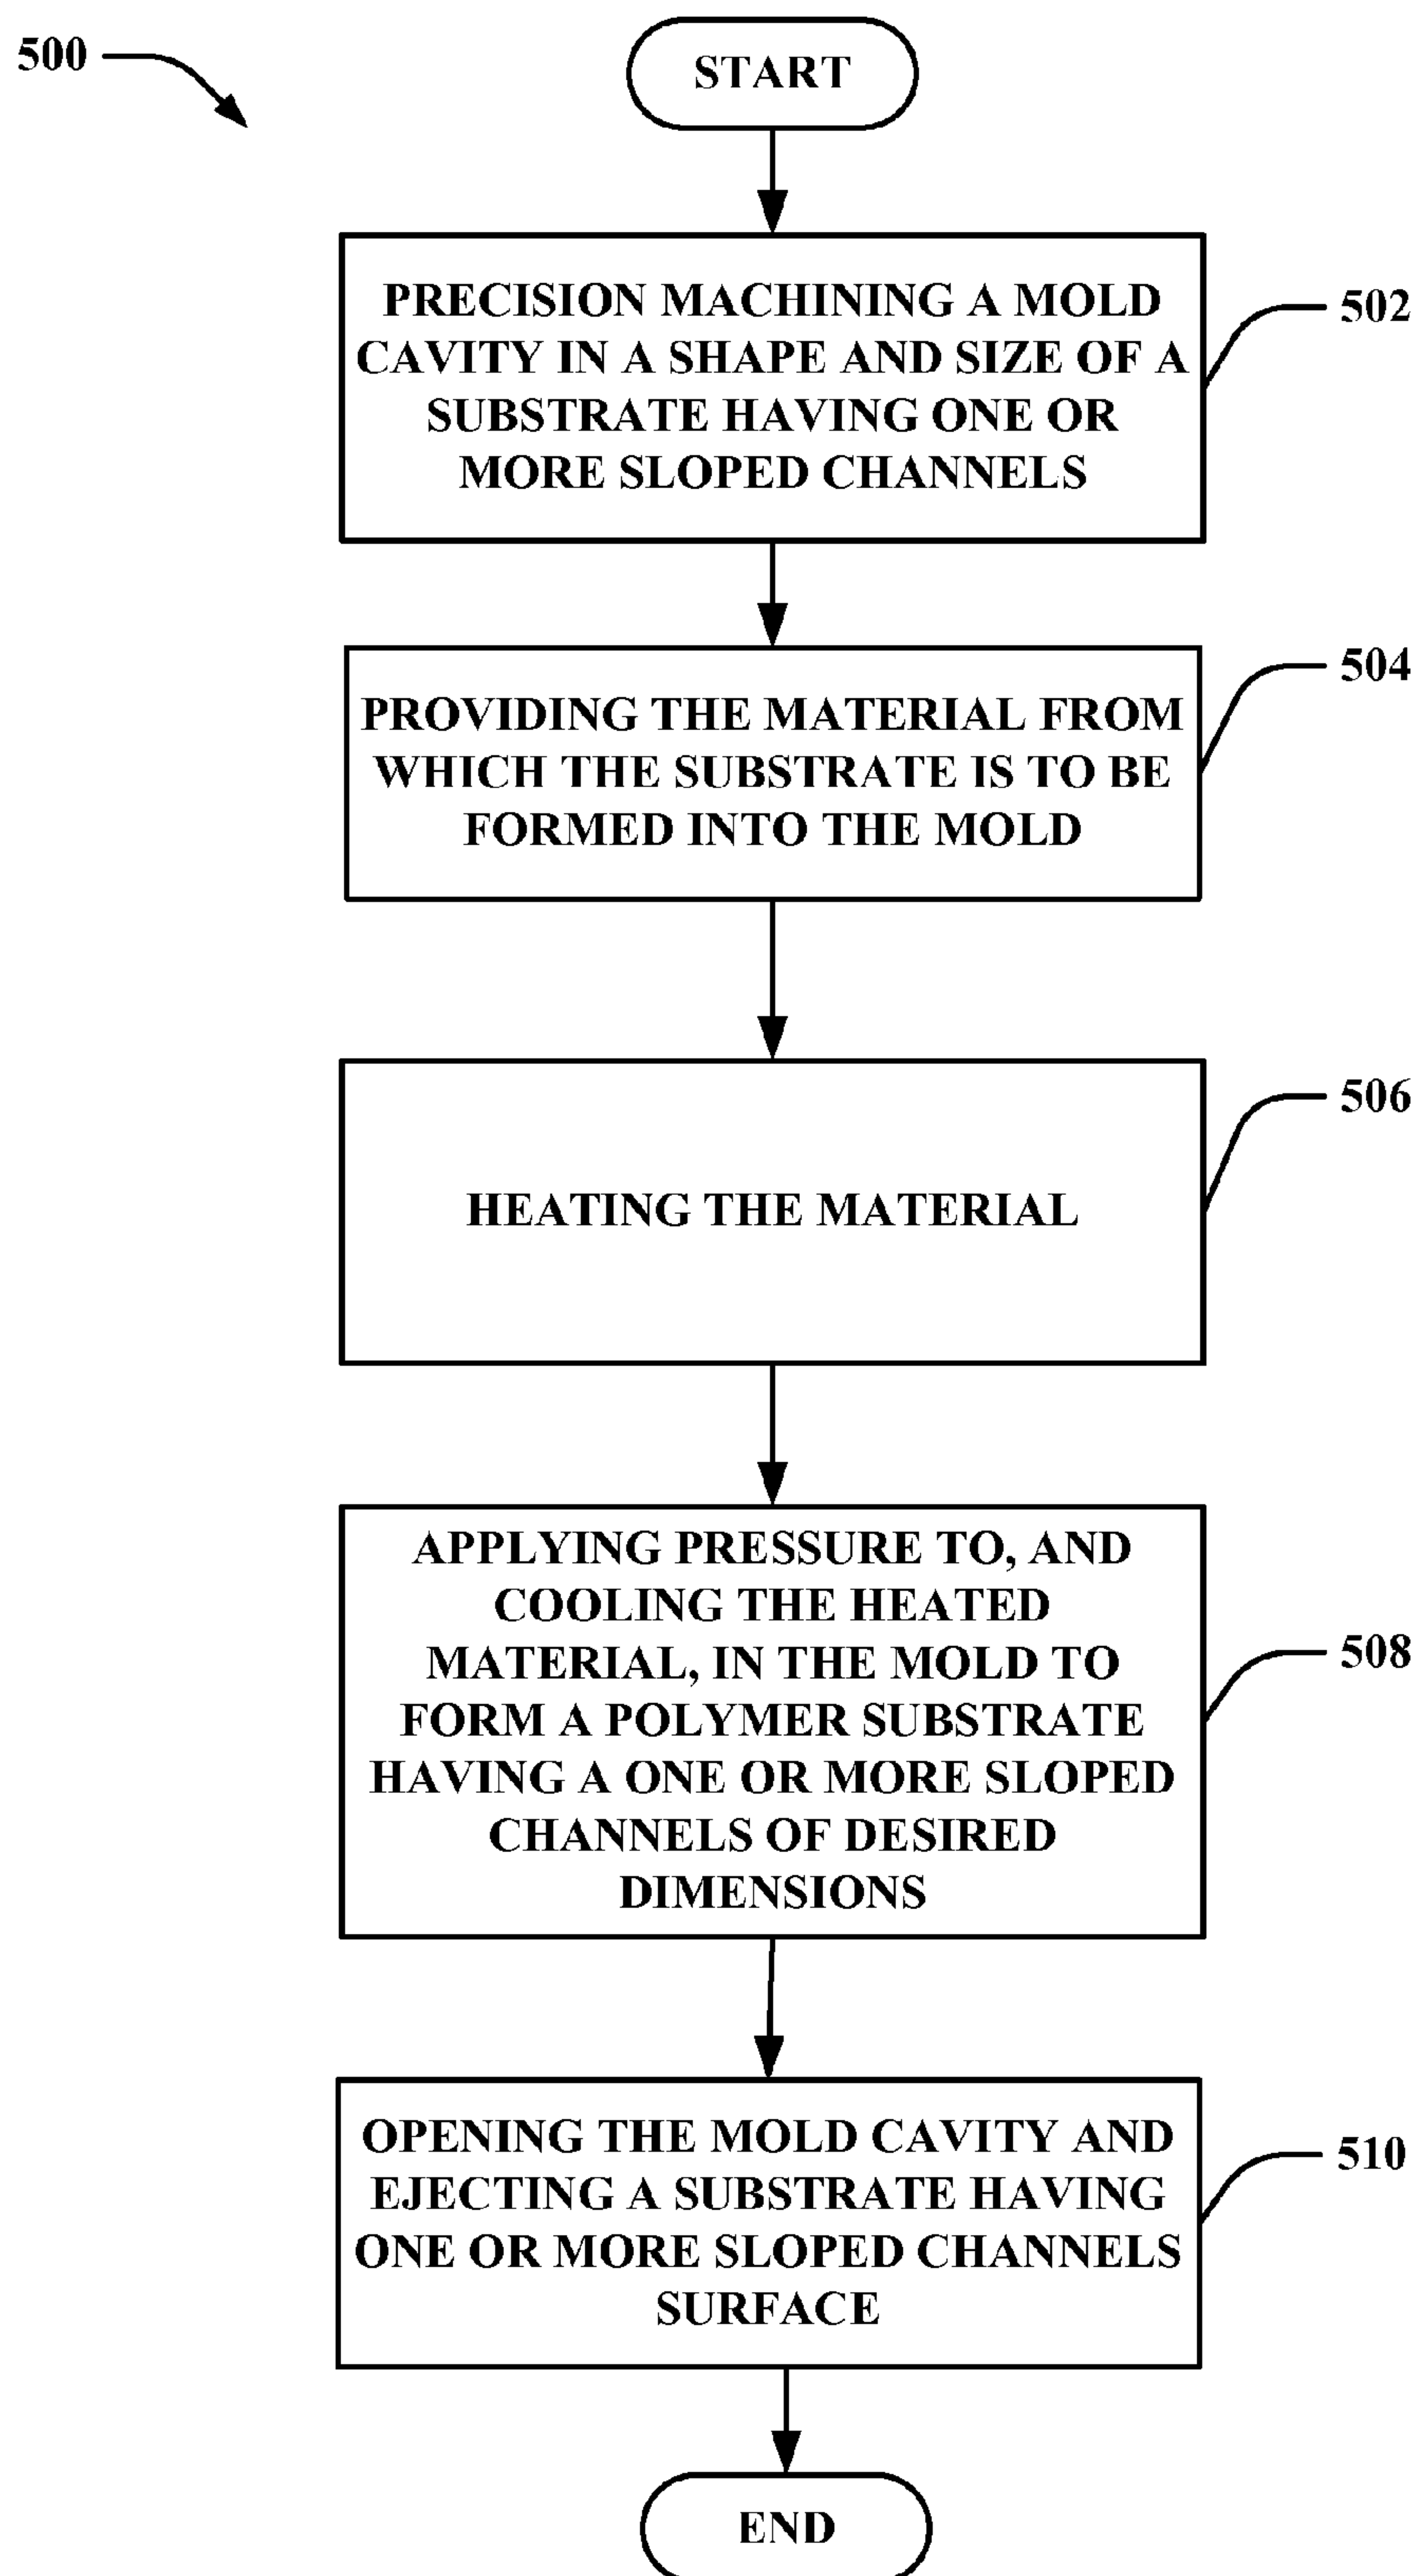 500
START
PRECISION MACHINING A MOLD
CAVITY IN A SHAPE AND SIZE OF A
SUBSTRATE HAVING ONE OR
MORE SLOPED CHANNELS
502
PROVIDING THE MATERIAL FROM
WHICH THE SUBSTRATE IS TO BE
FORMED INTO THE MOLD
504
HEATING THE MATERIAL
506
APPLYING PRESSURE TO, AND
COOLING THE HEATED
MATERIAL, IN THE MOLD TO
FORM A POLYMER SUBSTRATE
HAVING A ONE OR MORE SLOPED
CHANNELS OF DESIRED
DIMENSIONS
508
OPENING THE MOLD CAVITY AND
EJECTING A SUBSTRATE HAVING
ONE OR MORE SLOPED CHANNELS
SURFACE
510
END